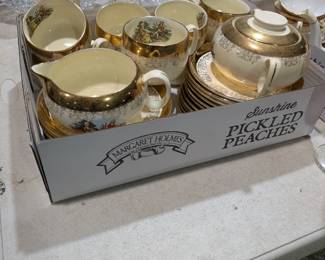 MARGARET HOLMES
Sunshine
PICKLED
PEACHES